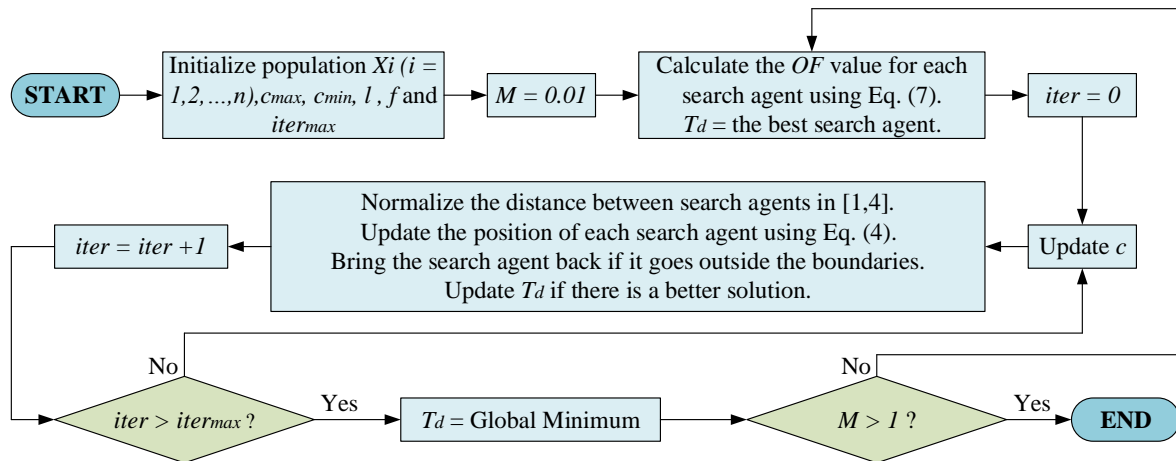 START
Initialize population Xi (i =
1,2,...,n),cmax, cmin, l , f and
itermax
M = 0.01
Calculate the OF value for each
search agent using Eq. (7).
Td = the best search agent.
iter = 0
Update c
Normalize the distance between search agents in [1,4].
Update the position of each search agent using Eq. (4).
Bring the search agent back if it goes outside the boundaries.
Update Td if there is a better solution.
iter = iter +1
iter > itermax ?
No
Yes
Td = Global Minimum
M > 1 ?
No
Yes
END